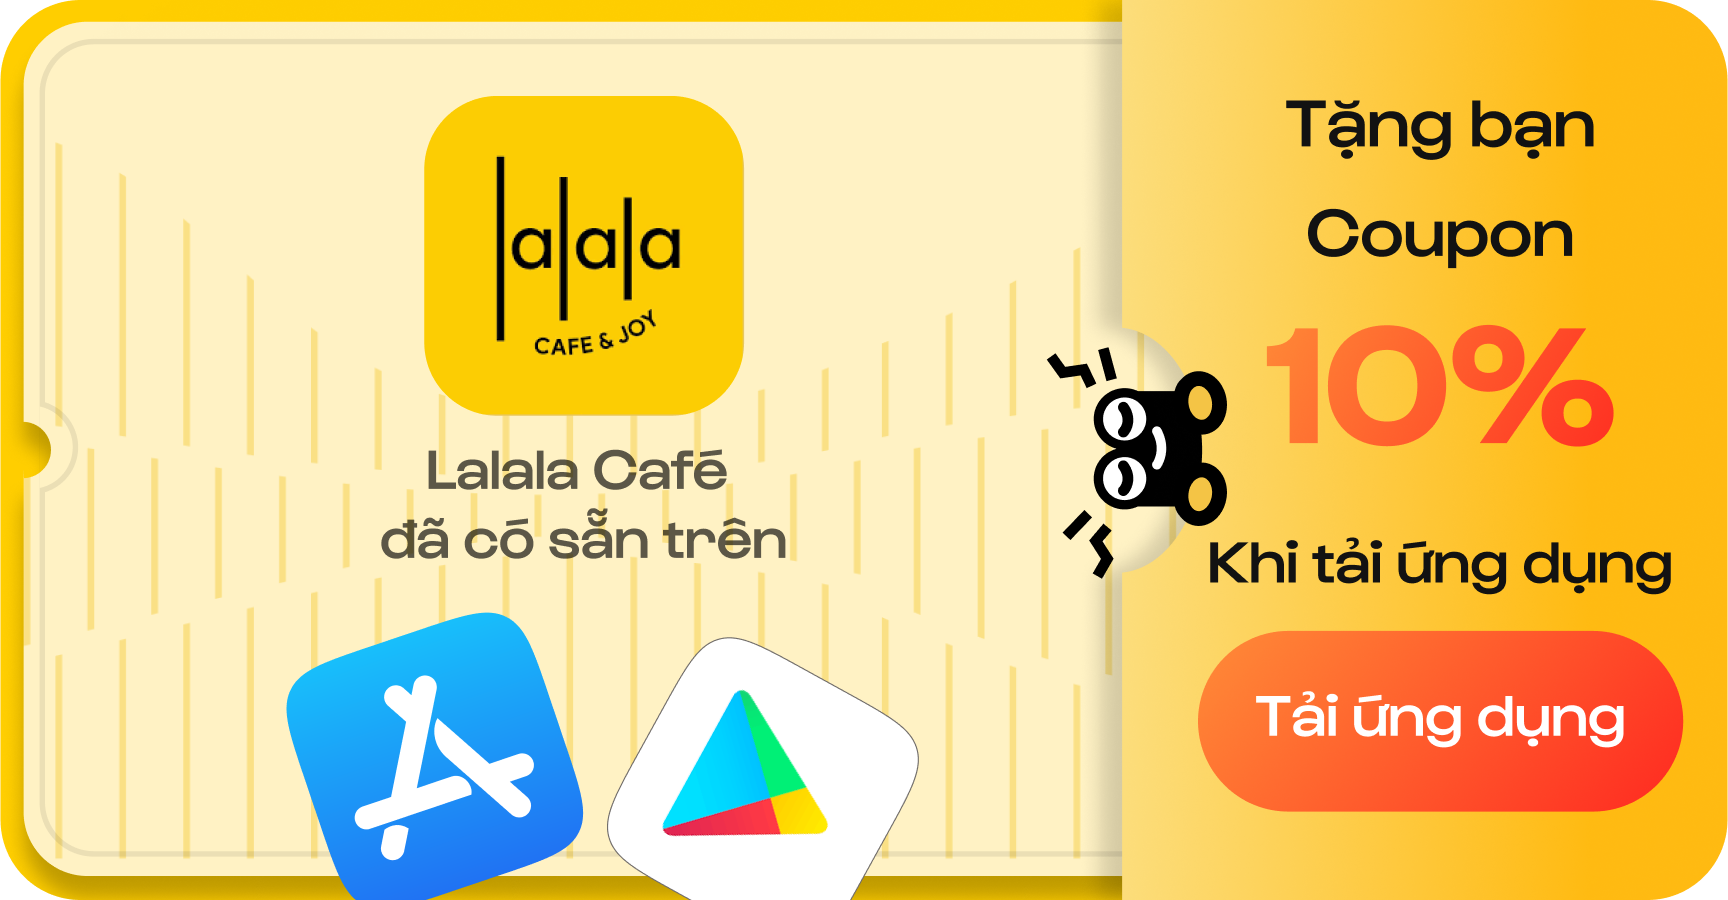 lalala
CAFE & JOY
Lalala Café
đã có sẵn trên
Tặng bạn
Coupon
10%
Khi tải ứng dụng
Tải ứng dụng